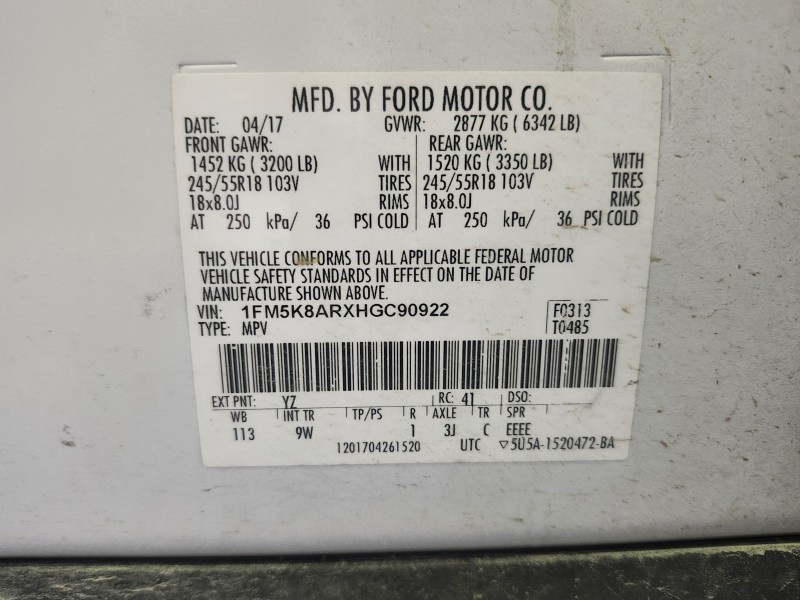 MFD. BY FORD MOTOR CO.
DATE: 04/17 GVWR: 2877 KG ( 6342 LB)
FRONT GAWR: REAR GAWR:
1452 KG ( 3200 LB) WITH 1520 KG ( 3350 LB) WITH
245/55R18 103V TIRES 245/55R18 103V TIRES
18x8.0J RIMS 18x8.0J RIMS
AT 250 kPa/ 36 PSI COLD AT 250 kPa/ 36 PSI COLD
THIS VEHICLE CONFORMS TO ALL APPLICABLE FEDERAL MOTOR
VEHICLE SAFETY STANDARDS IN EFFECT ON THE DATE OF
MANUFACTURE SHOWN ABOVE.
VIN: 1FM5K8ARXHGC90922 F0313
TYPE: MPV T0485
EXT PNT: YZ RC: 41 DSO:
WB INT TR TP/PS R AXLE TR SPR
113 9W 1 3J C EEEE
1201704261520 UTC ▽5U5A-1520472-BA